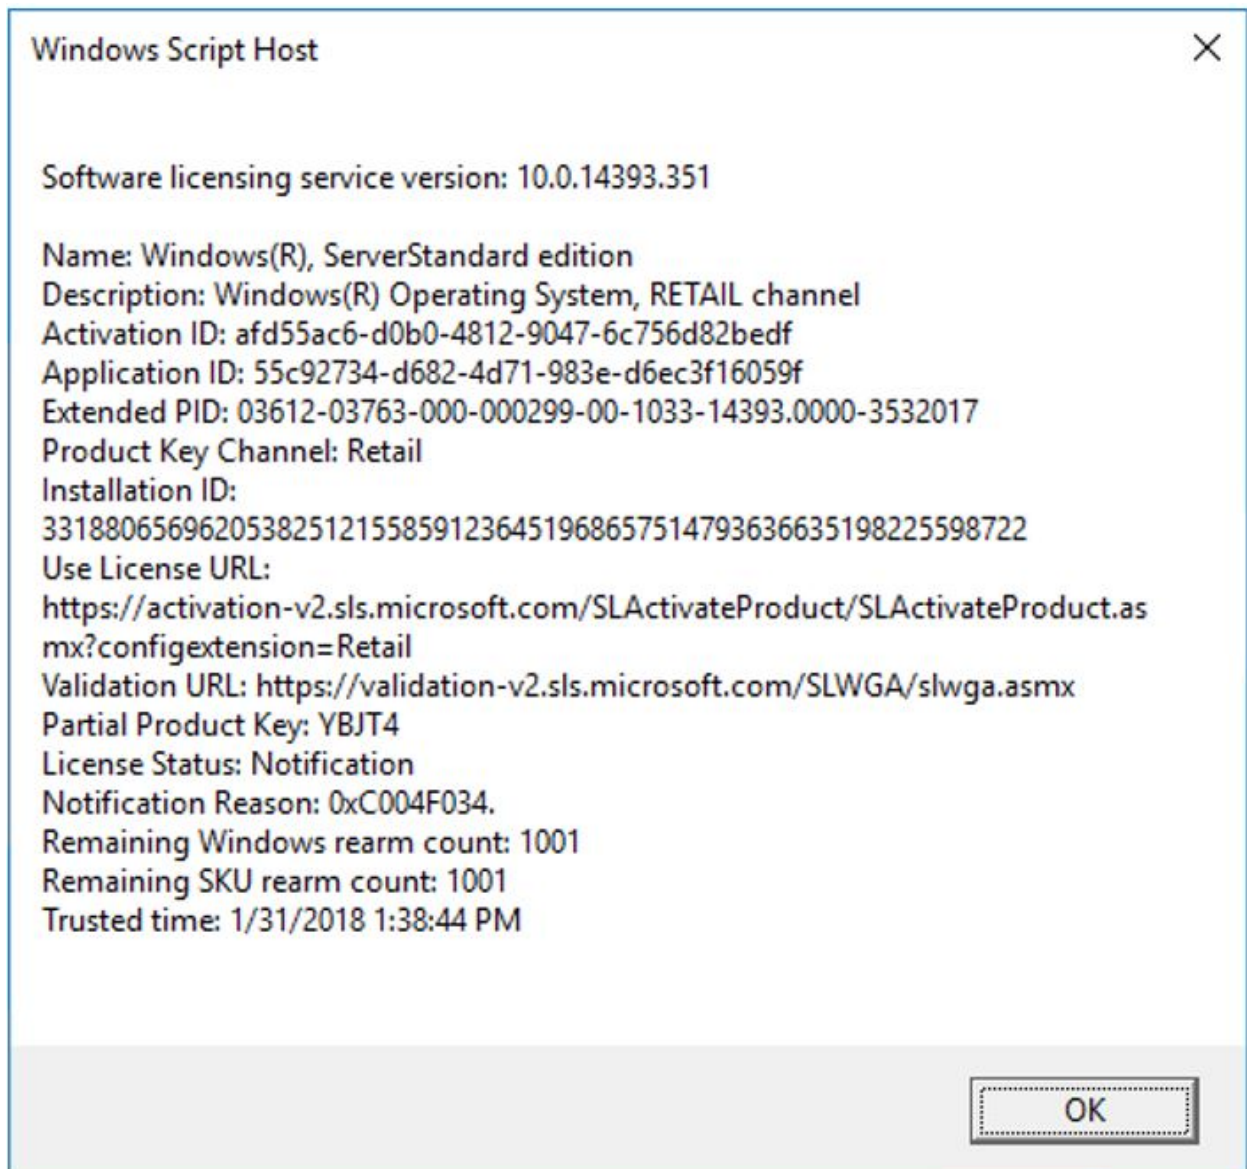 Windows Script Host
Software licensing service version: 10.0.14393.351
Name: Windows(R), ServerStandard edition
Description: Windows(R) Operating System, RETAIL channel
Activation ID: afd55ac6-d0b0-4812-9047-6c756d82bedf
Application ID: 55c92734-d682-4d71-983e-d6ec3f16059f
Extended PID: 03612-03763-000-000299-00-1033-14393.0000-3532017
Product Key Channel: Retail
Installation ID:
331880656962053825121558591236451968657514793636635198225598722
Use License URL:
https://activation-v2.sls.microsoft.com/SLActivateProduct/SLActivateProduct.as
mx?configextension=Retail
Validation URL: https://validation-v2.sls.microsoft.com/SLWGA/slwga.asmx
Partial Product Key: YBJT4
License Status: Notification
Notification Reason: 0xC004F034.
Remaining Windows rearm count: 1001
Remaining SKU rearm count: 1001
Trusted time: 1/31/2018 1:38:44 PM
OK